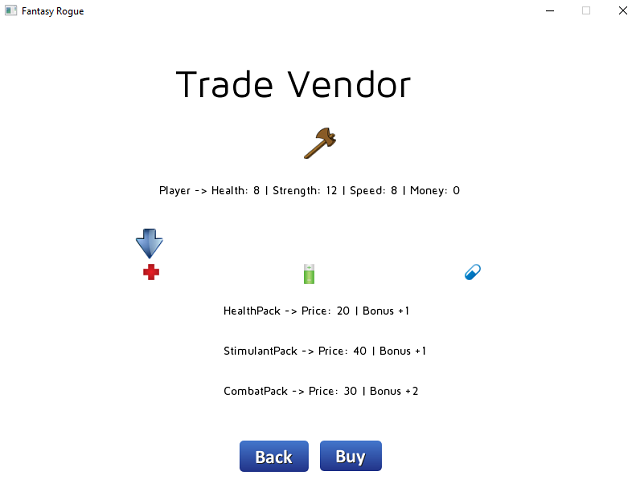 Fantasy Rogue
Trade Vendor
Player -> Health: 8 | Strength: 12 | Speed: 8 | Money: 0
HealthPack -> Price: 20 | Bonus +1
StimulantPack -> Price: 40 | Bonus +1
CombatPack -> Price: 30 | Bonus +2
Back Buy